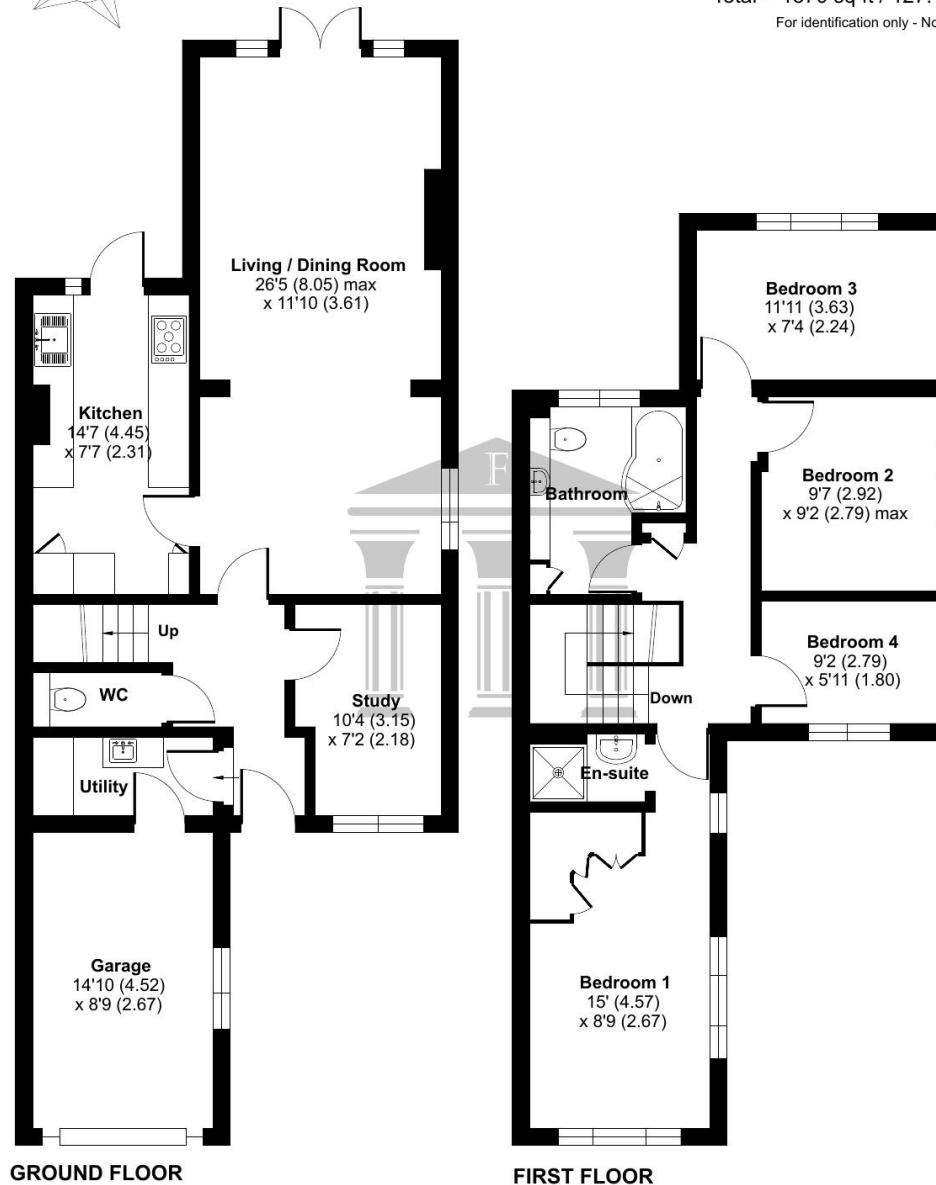 For identification only - No
Living / Dining Room
26'5 (8.05) max
x 11'10 (3.61)
Kitchen
14'7 (4.45)
x 7'7 (2.31)
Up
WC
Study
10'4 (3.15)
x 7'2 (2.18)
Utility
Garage
14'10 (4.52)
x 8'9 (2.67)
GROUND FLOOR
Bedroom 3
11'11 (3.63)
x 7'4 (2.24)
F
Bathroom
Bedroom 2
9'7 (2.92)
x 9'2 (2.79) max
Bedroom 4
9'2 (2.79)
x 5'11 (1.80)
Down
En-suite
Bedroom 1
15' (4.57)
x 8'9 (2.67)
FIRST FLOOR